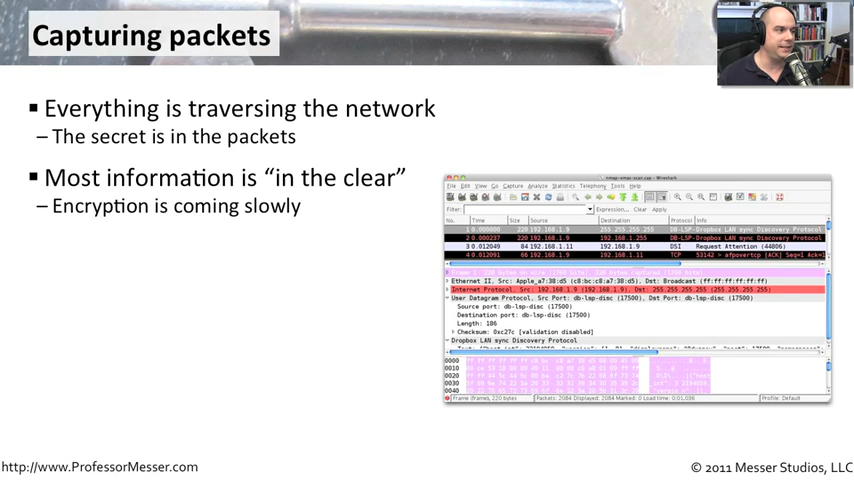 Capturing packets
Everything is traversing the network
– The secret is in the packets
Most information is “in the clear”
– Encryption is coming slowly
nmap-xmas-scan.cap - Wireshark
File Edit View Go Capture Analyze Statistics Telephony Tools Help
Filter: Expression... Clear Apply
No. Time Size Source Destination Protocol Info
1 0.000000 220 192.168.1.9 255.255.255.255 DB-LSP- Dropbox LAN sync Discovery Protocol
2 0.000237 220 192.168.1.9 192.168.1.255 DB-LSP- Dropbox LAN sync Discovery Protocol
3 0.012049 84 192.168.1.11 192.168.1.9 DSI Request Attention (44806)
4 0.012091 66 192.168.1.9 192.168.1.11 TCP 53142 > afpovertcp [ACK] Seq=1 Ack=1
Ethernet II, Src: Apple_a7:38:d5 (c8:bc:c8:a7:38:d5), Dst: Broadcast (ff:ff:ff:ff:ff:ff)
Internet Protocol, Src: 192.168.1.9 (192.168.1.9), Dst: 255.255.255.255 (255.255.255.255)
User Datagram Protocol, Src Port: db-lsp-disc (17500), Dst Port: db-lsp-disc (17500)
Source port: db-lsp-disc (17500)
Destination port: db-lsp-disc (17500)
Length: 186
Checksum: 0xc27c [validation disabled]
Dropbox LAN sync Discovery Protocol
0000
0010
0020
0030
Frame (frame), 220 bytes Packets: 2084 Displayed: 2084 Marked: 0 Load time: 0:01.036 Profile: Default
http://www.ProfessorMesser.com
© 2011 Messer Studios, LLC